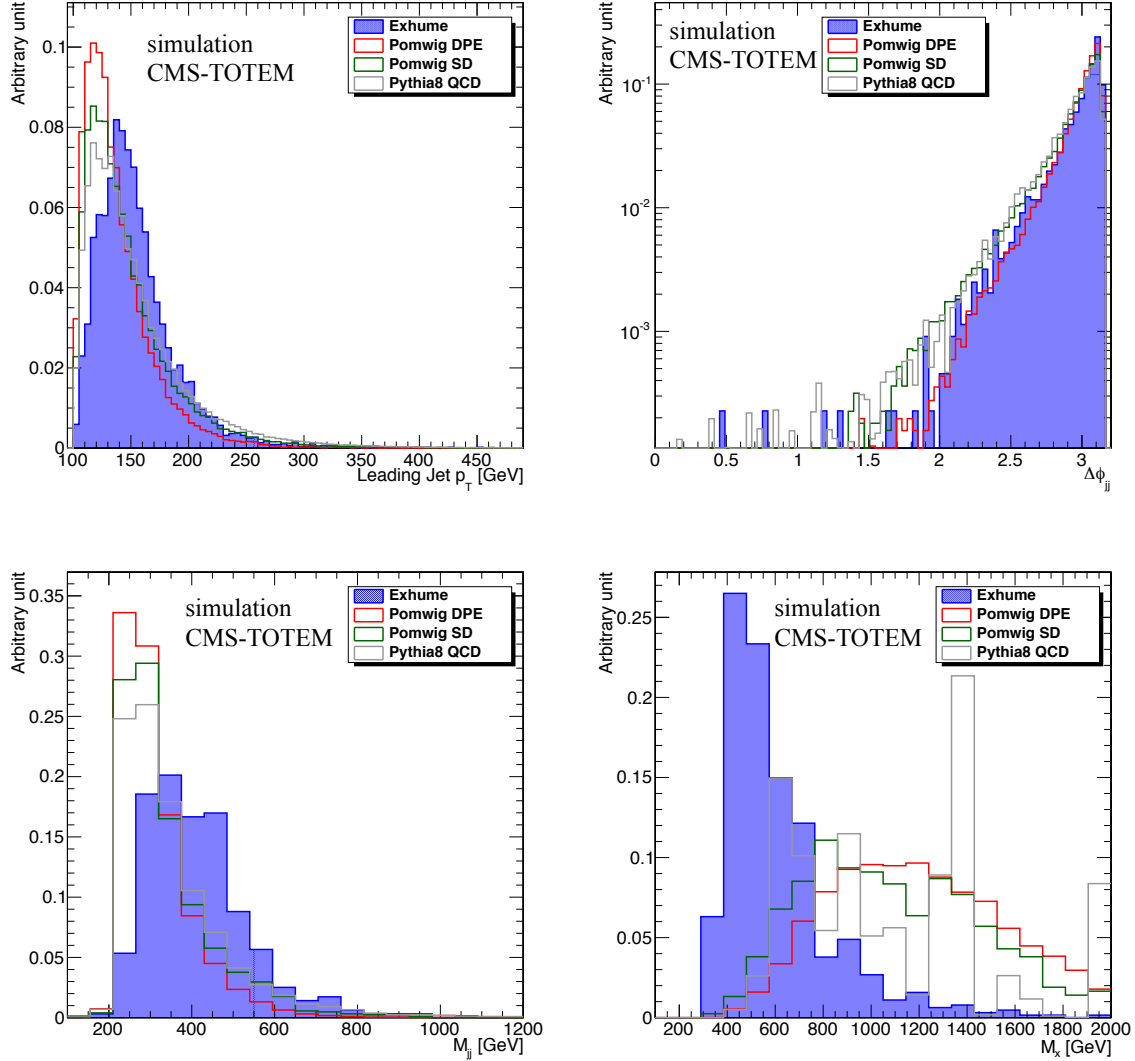 Arbitrary unit
simulation
CMS-TOTEM
Exhume
Pomwig DPE
Pomwig SD
Pythia8 QCD
0.1
0.08
0.06
0.04
0.02
0
100 150 200 250 300 350 400 450
Leading Jet p_T [GeV]
Arbitrary unit
simulation
CMS-TOTEM
Exhume
Pomwig DPE
Pomwig SD
Pythia8 QCD
10^-1
10^-2
10^-3
0 0.5 1 1.5 2 2.5 3
Δϕ_jj
Arbitrary unit
simulation
CMS-TOTEM
Exhume
Pomwig DPE
Pomwig SD
Pythia8 QCD
0.35
0.3
0.25
0.2
0.15
0.1
0.05
0
200 400 600 800 1000 1200
M_jj [GeV]
Arbitrary unit
simulation
CMS-TOTEM
Exhume
Pomwig DPE
Pomwig SD
Pythia8 QCD
0.25
0.2
0.15
0.1
0.05
0
200 400 600 800 1000 1200 1400 1600 1800 2000
M_x [GeV]